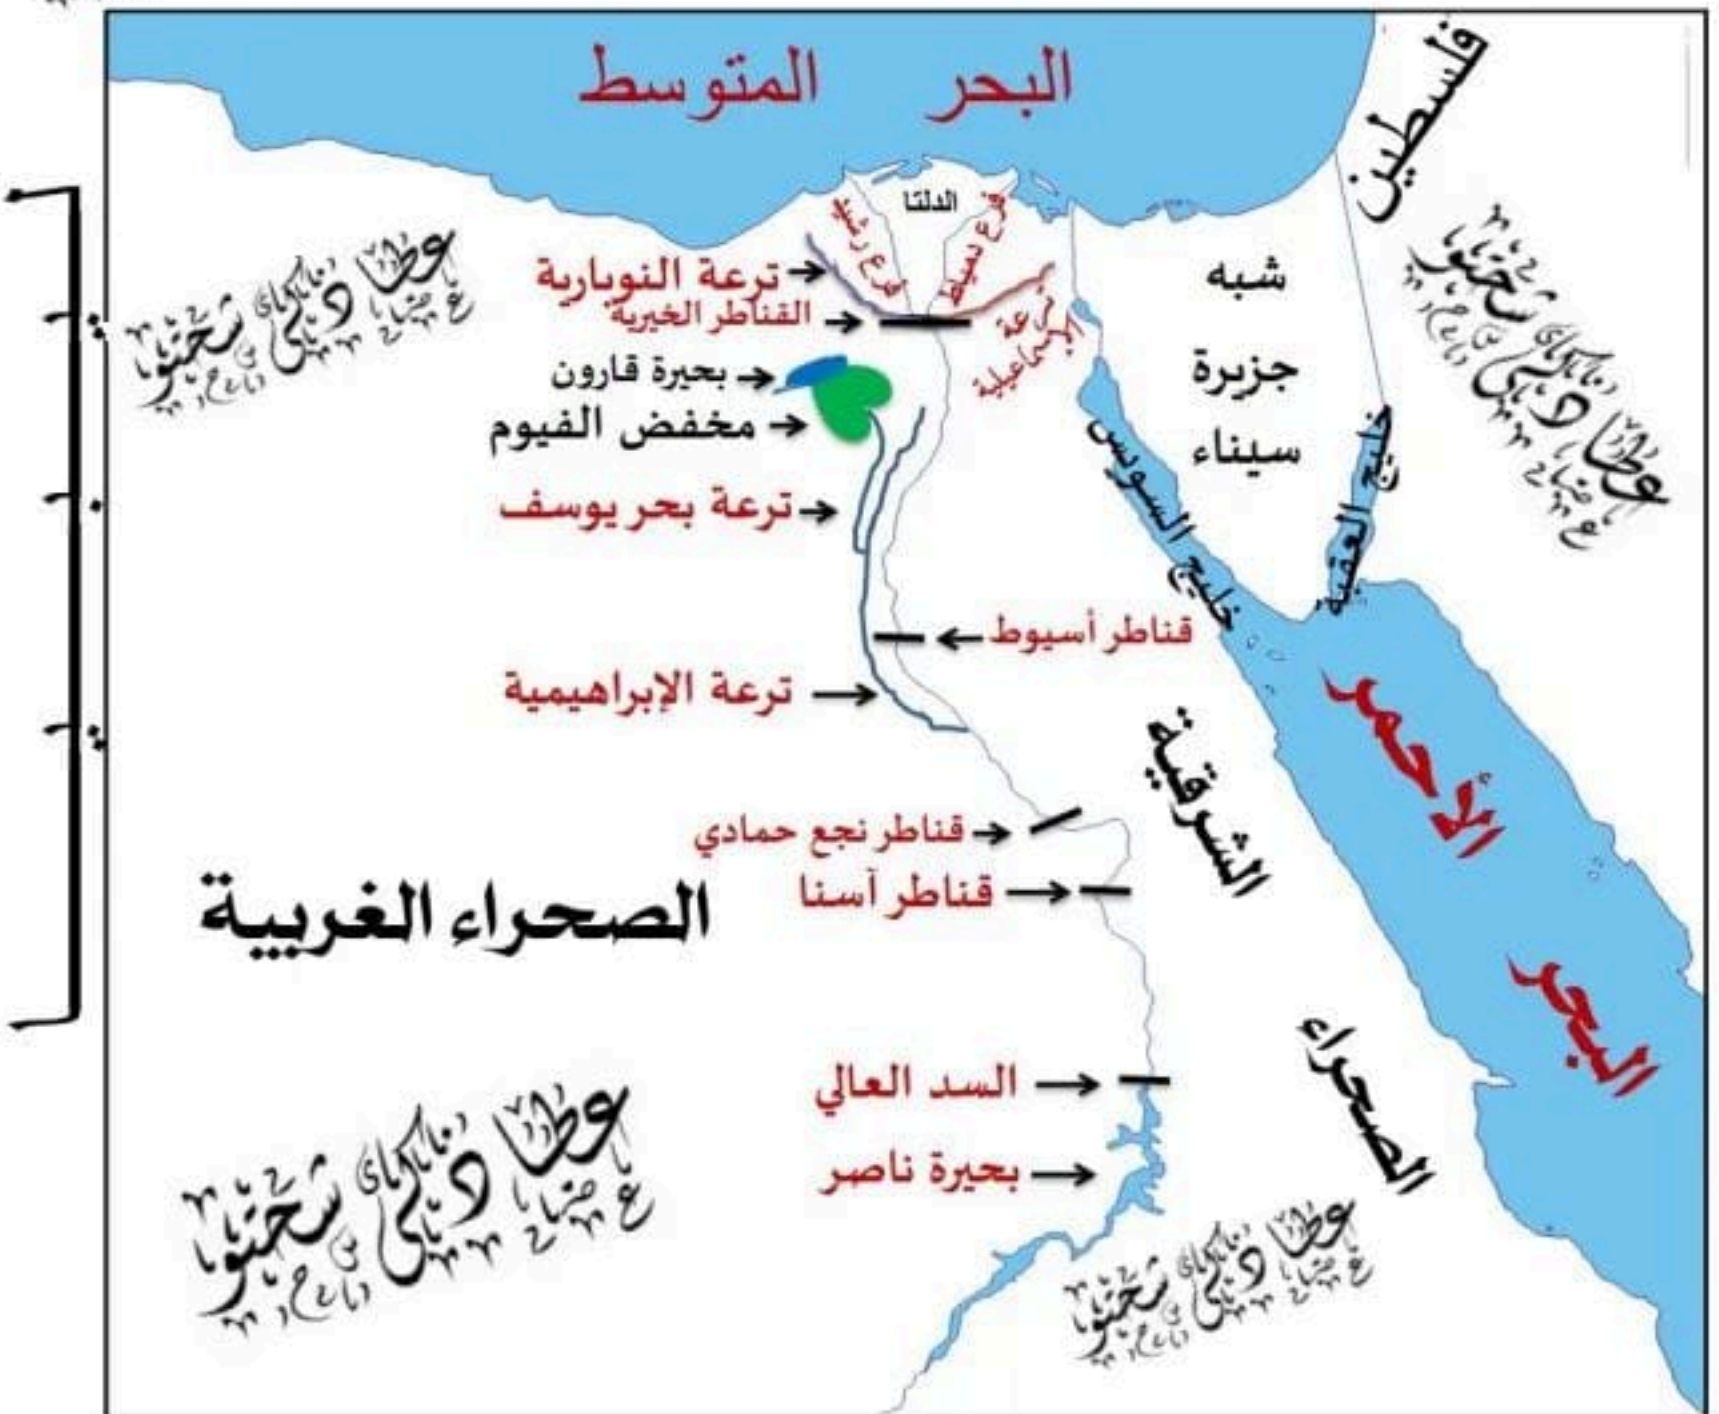 البحر المتوسط
فلسطين
الدلتا
فرع رشيد
فرع دمياط
ترعة النوبارية
القناطر الخيرية
ترعة
الإسماعيلية
شبه
جزيرة
سيناء
بحيرة قارون
مخفض الفيوم
خليج السويس
خليج العقبة
ترعة بحر يوسف
قناطر أسيوط
ترعة الإبراهيمية
البحر الأحمر
قناطر نجع حمادي
قناطر آسنا
الصحراء الغربية
الصحراء الشرقية
السد العالي
بحيرة ناصر